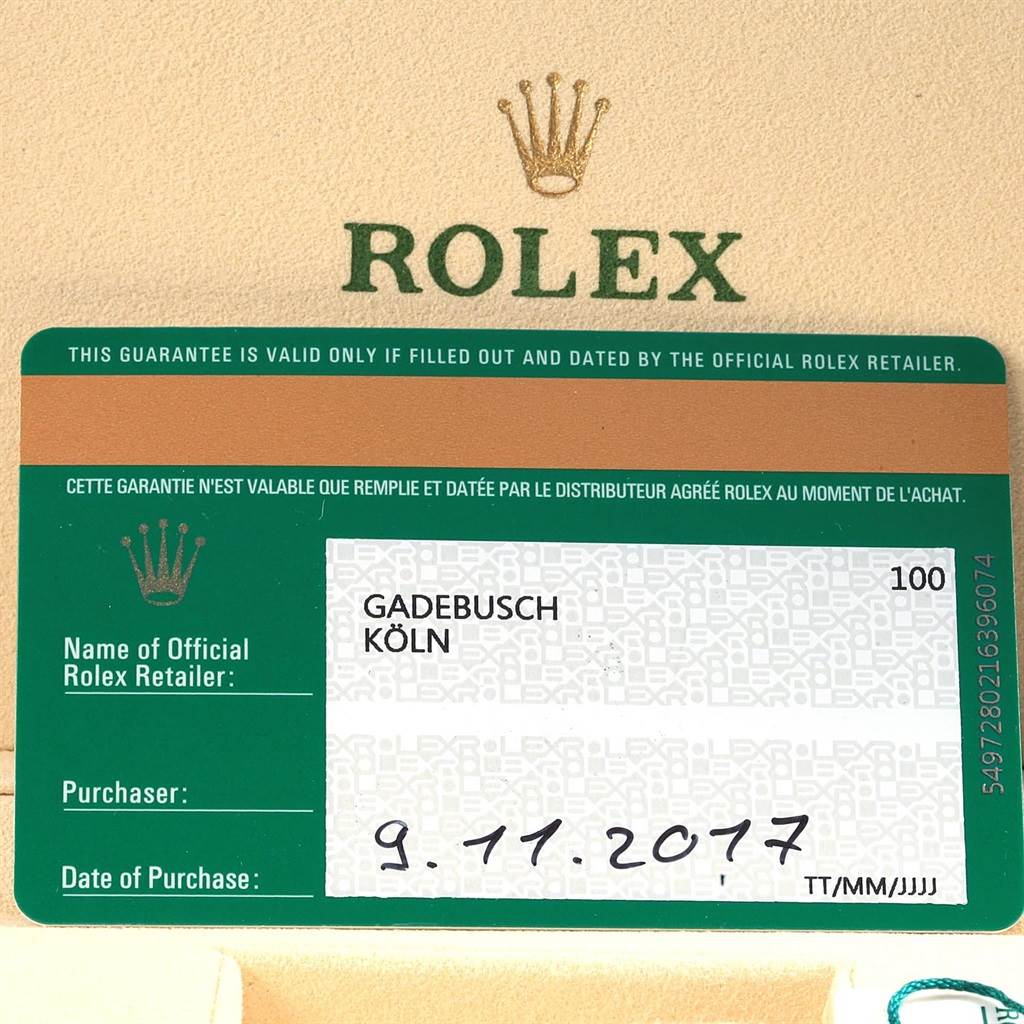 ROLEX
THIS GUARANTEE IS VALID ONLY IF FILLED OUT AND DATED BY THE OFFICIAL ROLEX RETAILER.
CETTE GARANTIE N'EST VALABLE QUE REMPLIE ET DATÉE PAR LE DISTRIBUTEUR AGRÉÉ ROLEX AU MOMENT DE L'ACHAT.
100
GADEBUSCH
KÖLN
Name of Official
Rolex Retailer:
Purchaser:
9.11.2017
Date of Purchase:
TT/MM/JJJJ
5497280216396074